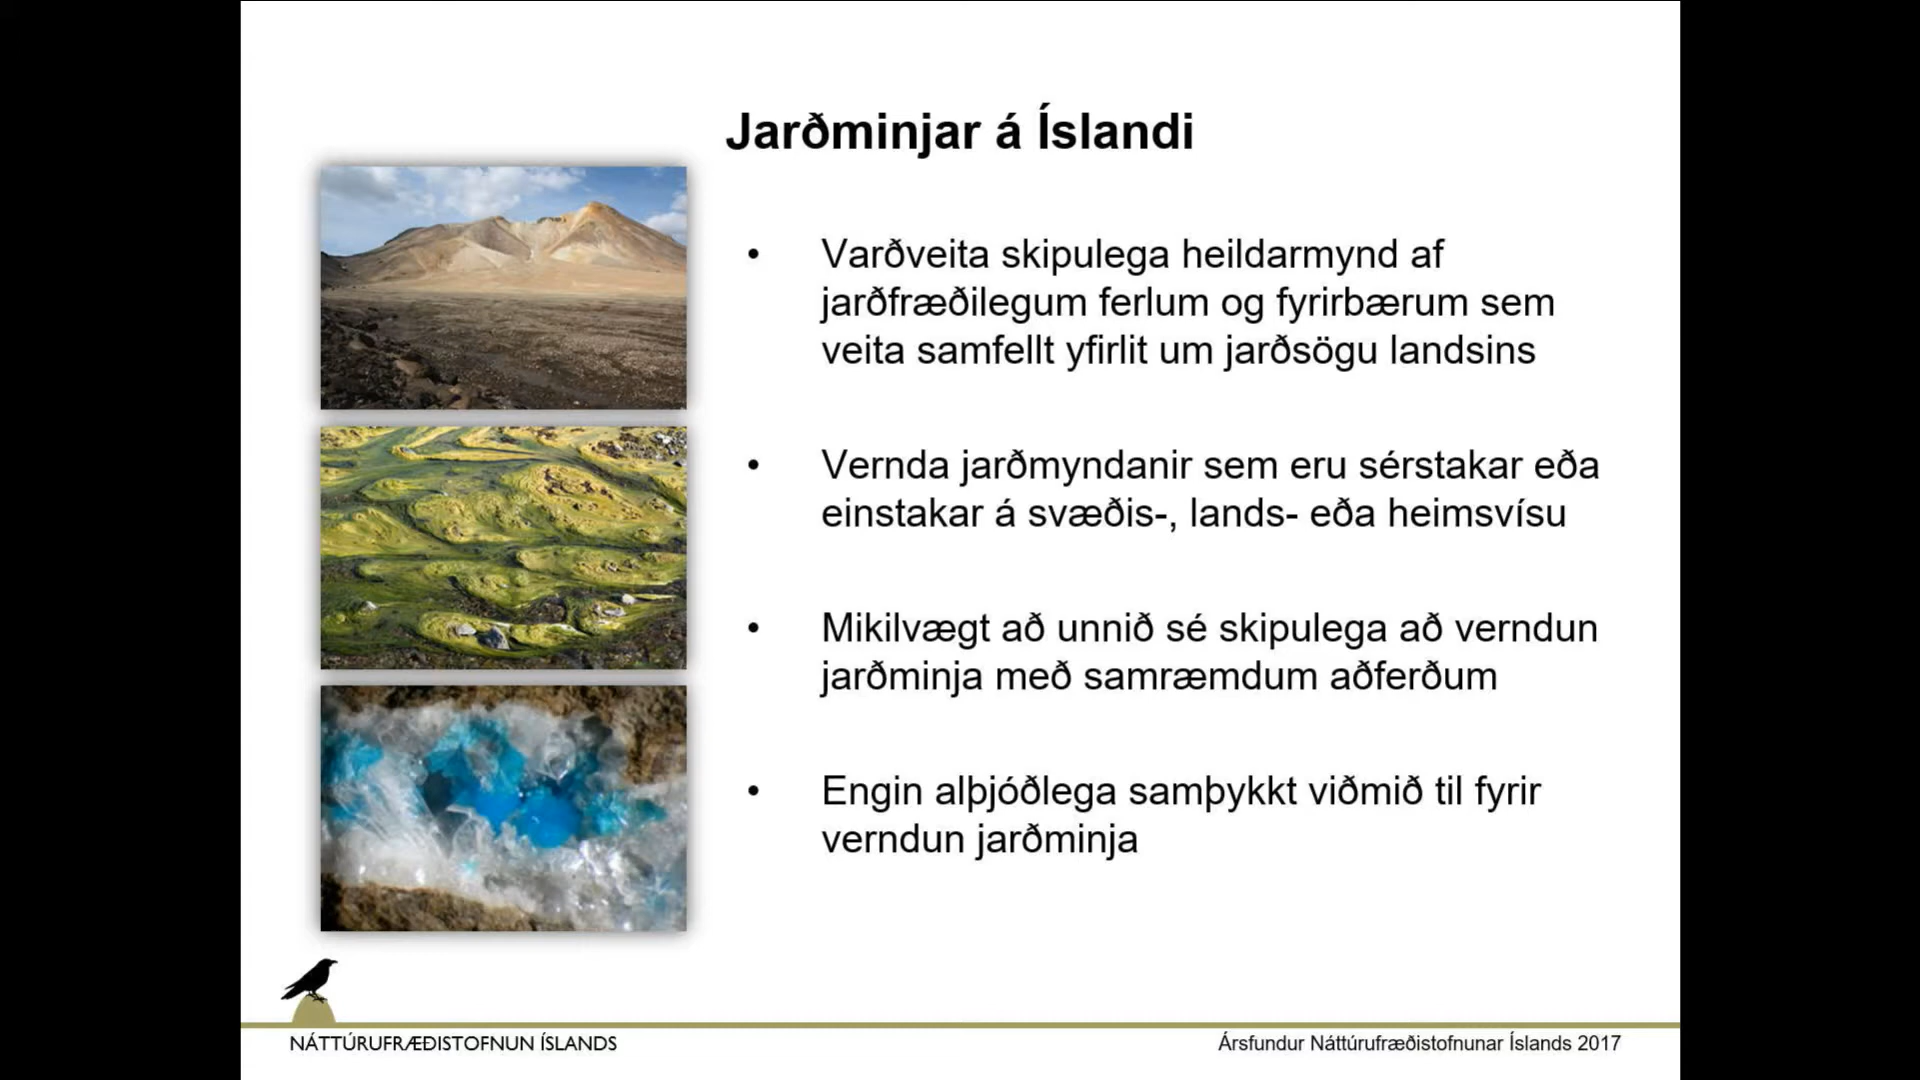 Jarðminjar á Íslandi
• Varðveita skipulega heildarmynd af
jarðfræðilegum ferlum og fyrirbærum sem
veita samfellt yfirlit um jarðsögu landsins
• Vernda jarðmyndanir sem eru sérstakar eða
einstakar á svæðis-, lands- eða heimsvísu
• Mikilvægt að unnið sé skipulega að verndun
jarðminja með samræmdum aðferðum
• Engin alþjóðlega samþykkt viðmið til fyrir
verndun jarðminja
NÁTTÚRUFRÆÐISTOFNUN ÍSLANDS
Ársfundur Náttúrufræðistofnunar Íslands 2017